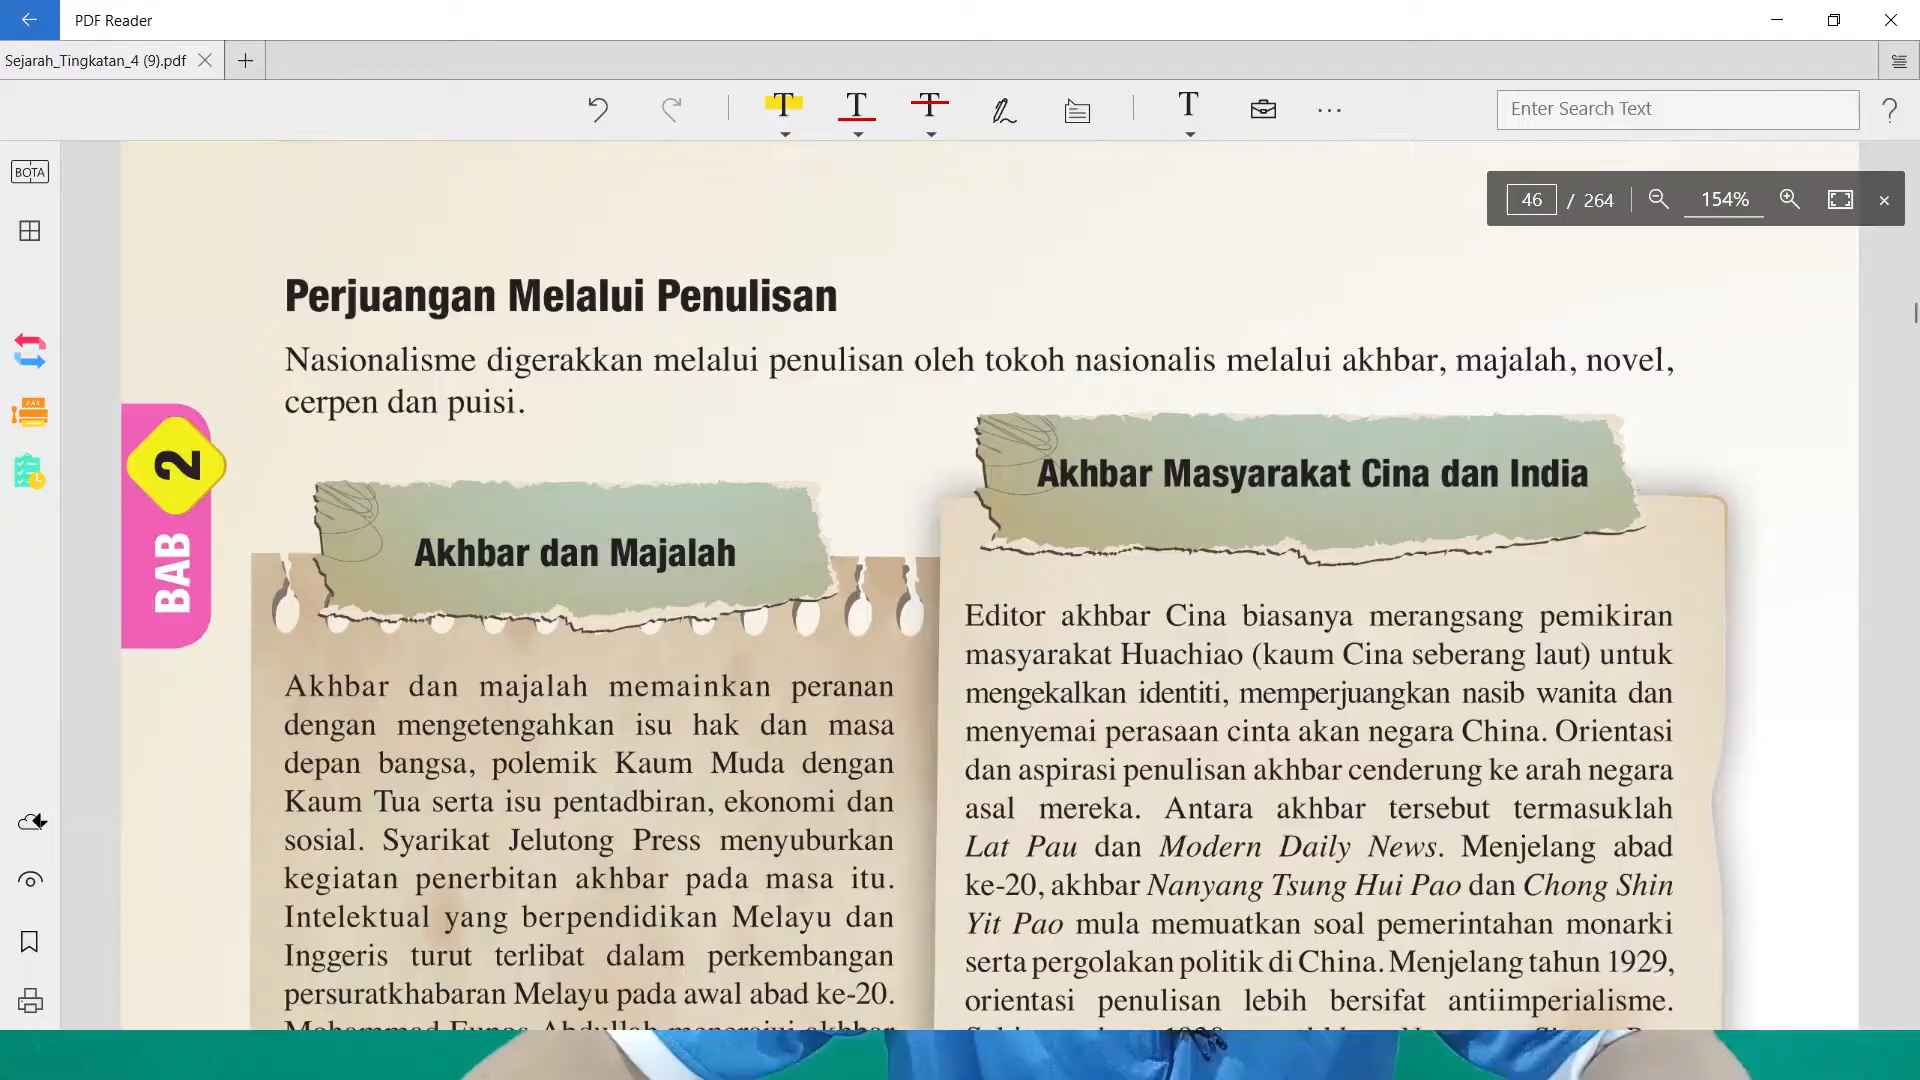 PDF Reader
Sejarah_Tingkatan_4 (9).pdf
T
T
T
T
Enter Search Text
?
BOTA
46 / 264
154%
FAX
Perjuangan Melalui Penulisan
Nasionalisme digerakkan melalui penulisan oleh tokoh nasionalis melalui akhbar, majalah, novel,
cerpen dan puisi.
BAB 2
Akhbar dan Majalah
Akhbar dan majalah memainkan peranan
dengan mengetengahkan isu hak dan masa
depan bangsa, polemik Kaum Muda dengan
Kaum Tua serta isu pentadbiran, ekonomi dan
sosial. Syarikat Jelutong Press menyuburkan
kegiatan penerbitan akhbar pada masa itu.
Intelektual yang berpendidikan Melayu dan
Inggeris turut terlibat dalam perkembangan
persuratkhabaran Melayu pada awal abad ke-20.
Mohammad Eunos Abdullah menerajui akhbar
Akhbar Masyarakat Cina dan India
Editor akhbar Cina biasanya merangsang pemikiran
masyarakat Huachiao (kaum Cina seberang laut) untuk
mengekalkan identiti, memperjuangkan nasib wanita dan
menyemai perasaan cinta akan negara China. Orientasi
dan aspirasi penulisan akhbar cenderung ke arah negara
asal mereka. Antara akhbar tersebut termasuklah
Lat Pau dan Modern Daily News. Menjelang abad
ke-20, akhbar Nanyang Tsung Hui Pao dan Chong Shin
Yit Pao mula memuatkan soal pemerintahan monarki
serta pergolakan politik di China. Menjelang tahun 1929,
orientasi penulisan lebih bersifat antiimperialisme.